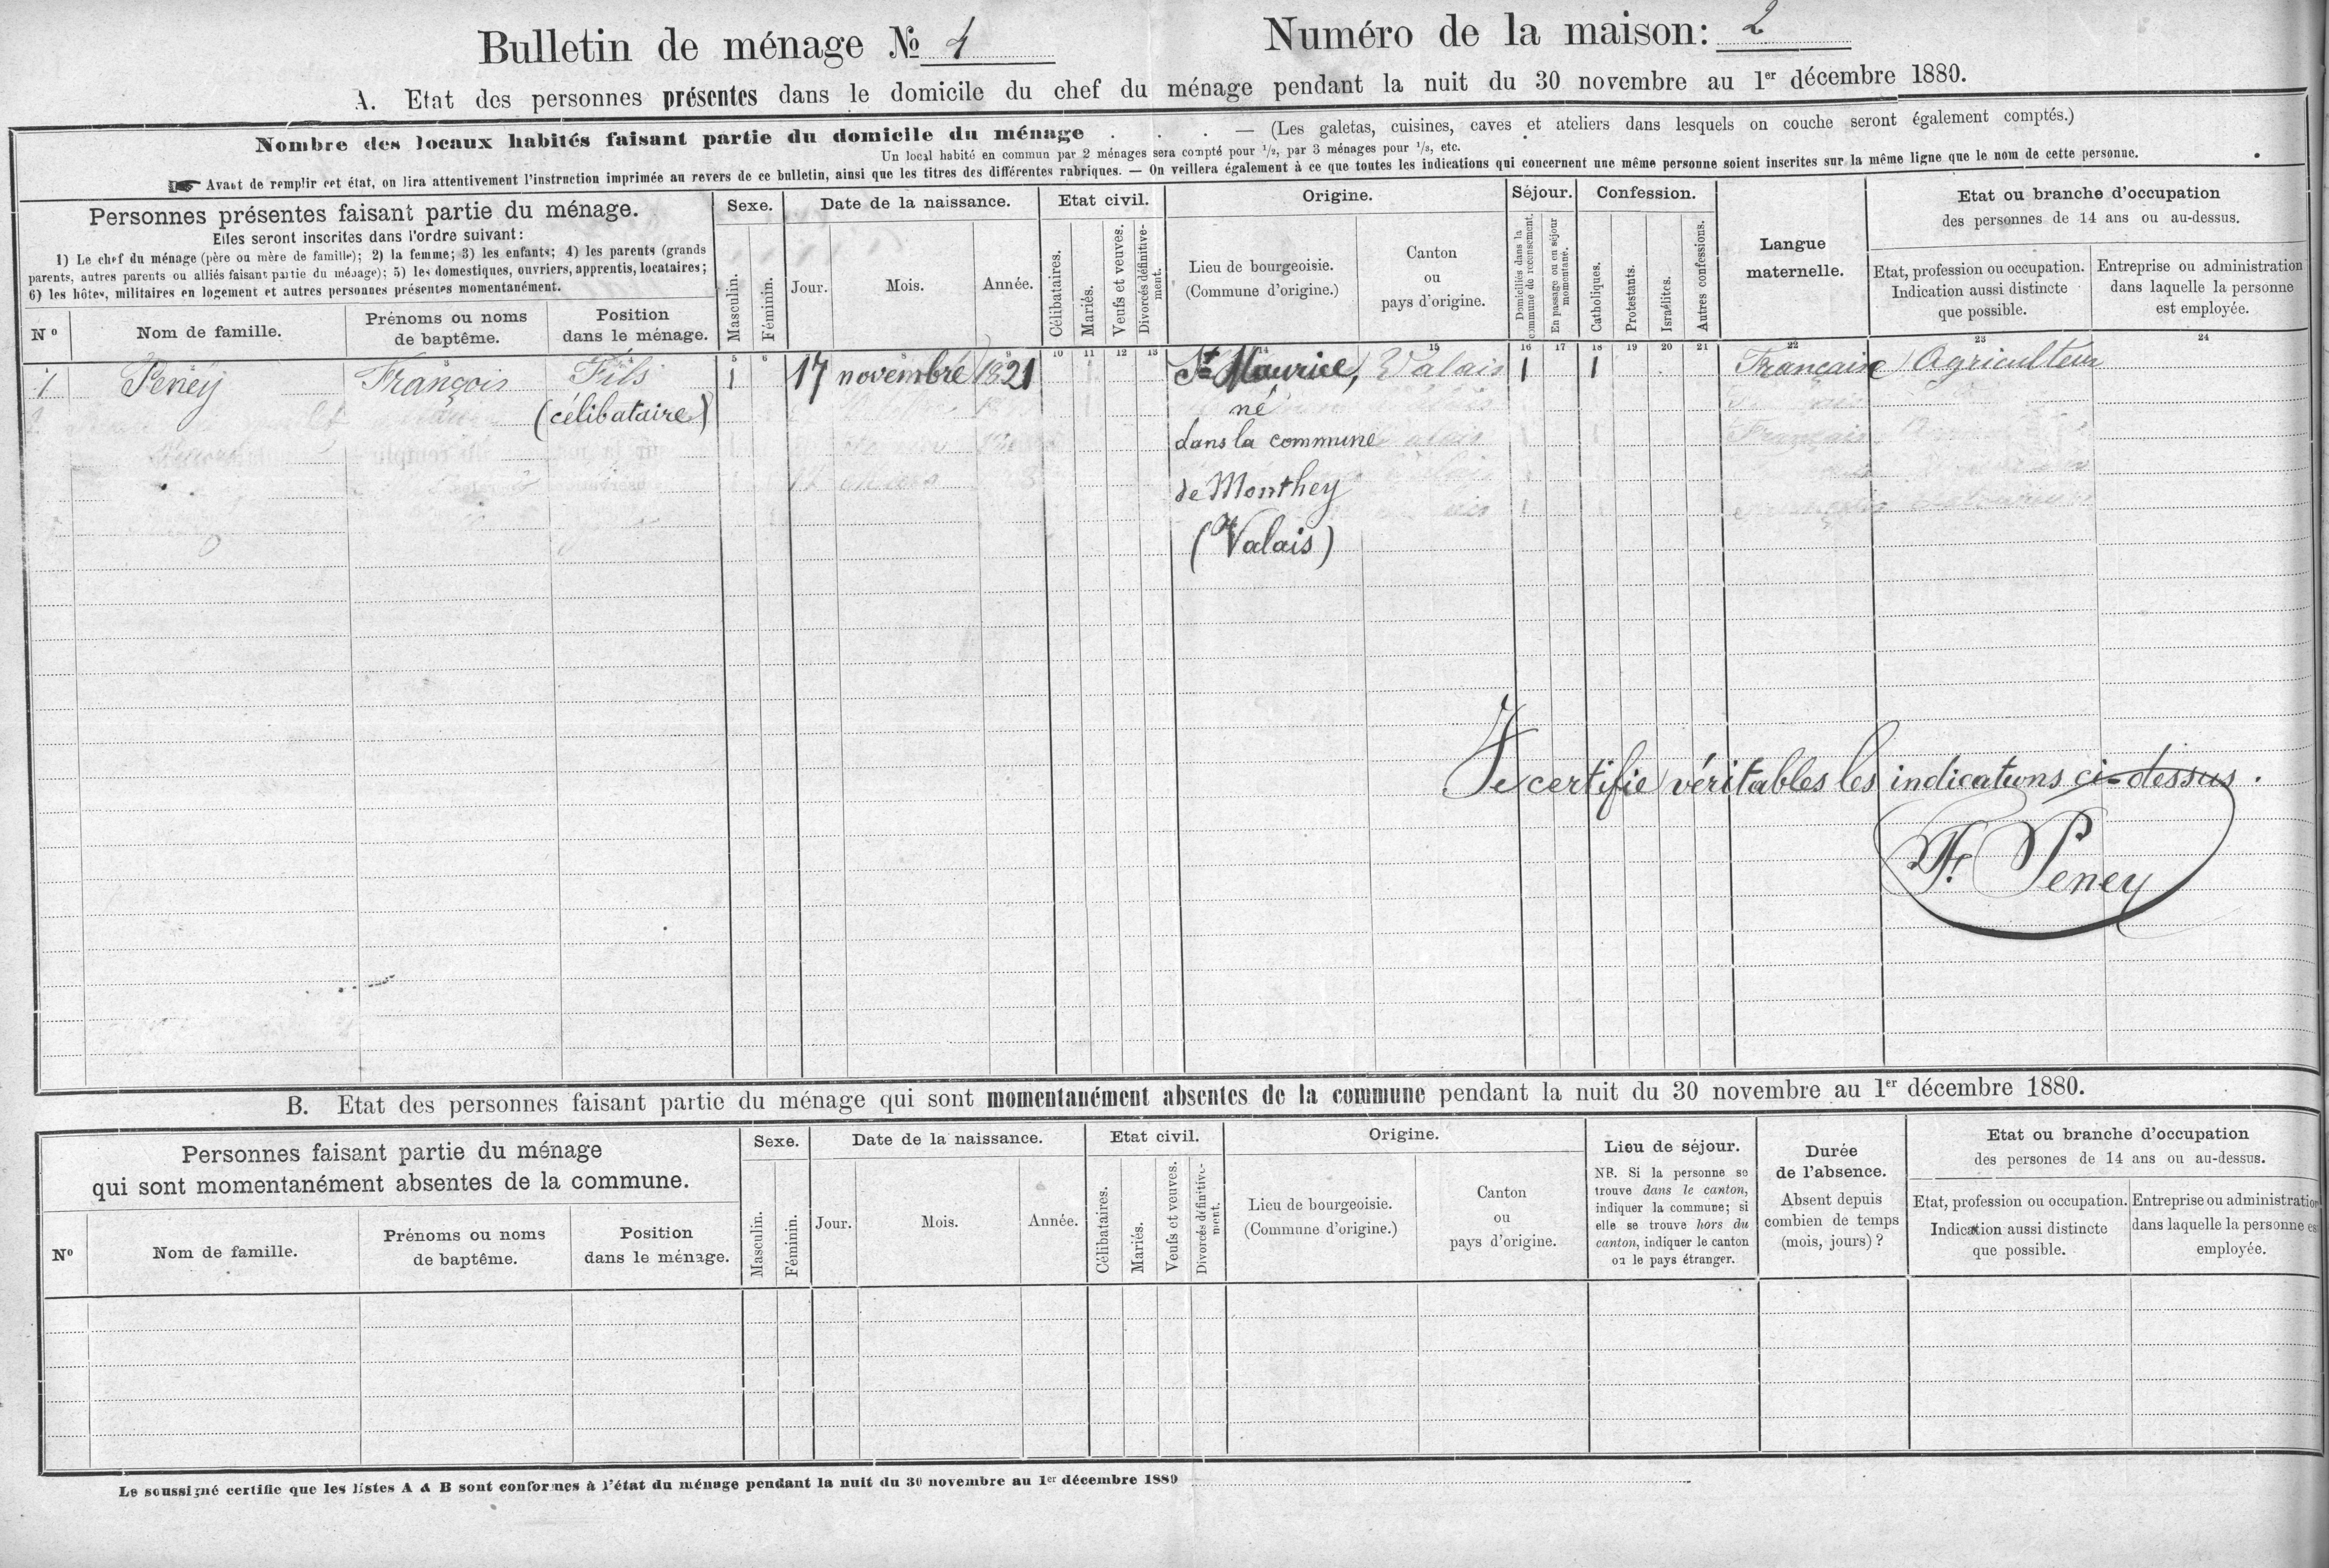 Bulletin de ménage № 1 Numéro de la maison: 2
A. Etat des personnes présentes dans le domicile du chef du ménage pendant la nuit du 30 novembre au 1er décembre 1880.
Nombre des locaux habités faisant partie du domicile du ménage . . . — (Les galetas, cuisines, caves et ateliers dans lesquels on couche seront également comptés.)
Un local habité en commun par 2 ménages sera compté pour 1/2, par 3 ménages pour 1/3, etc.
Avant de remplir cet état, on lira attentivement l'instruction imprimée au revers de ce bulletin, ainsi que les titres des différentes rubriques. — On veillera également à ce que toutes les indications qui concernent une même personne soient inscrites sur la même ligne que le nom de cette personne.
Personnes présentes faisant partie du ménage.
Elles seront inscrites dans l'ordre suivant:
1) Le chef du ménage (père ou mère de famille); 2) la femme; 3) les enfants; 4) les parents (grands
parents, autres parents ou alliés faisant partie du ménage); 5) les domestiques, ouvriers, apprentis, locataires;
6) les hôtes, militaires en logement et autres personnes présentes momentanément.
No
Nom de famille.
Prénoms ou noms
de baptême.
Position
dans le ménage.
Sexe.
Masculin.
Féminin.
Date de la naissance.
Jour.
Mois.
Année.
Etat civil.
Célibataires.
Mariés.
Veufs et veuves.
Divorcés définitive-
ment.
Origine.
Lieu de bourgeoisie.
(Commune d'origine.)
Canton
ou
pays d'origine.
Séjour.
Domiciliés dans la
commune de recensement.
En passage ou en séjour
momentané.
Confession.
Catholiques.
Protestants.
Israélites.
Autres confessions.
Langue
maternelle.
Etat ou branche d'occupation
des personnes de 14 ans ou au-dessus.
Etat, profession ou occupation.
Indication aussi distincte
que possible.
Entreprise ou administration
dans laquelle la personne
est employée.
3 4 5 6 8 9 10 11 12 13 14 15 16 17 18 19 20 21 22 23 24
1 Peney François Fils 1 17 novembre 1821 St Maurice, Valais 1 1 Française Agriculteur
(célibataire) né
dans la commune
de Monthey
(Valais)
Je certifie véritables les indications ci-dessus.
F. Peney
B. Etat des personnes faisant partie du ménage qui sont momentanément absentes de la commune pendant la nuit du 30 novembre au 1er décembre 1880.
Personnes faisant partie du ménage
qui sont momentanément absentes de la commune.
No
Nom de famille.
Prénoms ou noms
de baptême.
Position
dans le ménage.
Sexe.
Masculin.
Féminin.
Date de la naissance.
Jour.
Mois.
Année.
Etat civil.
Célibataires.
Mariés.
Veufs et veuves.
Divorcés définitive-
ment.
Origine.
Lieu de bourgeoisie.
(Commune d'origine.)
Canton
ou
pays d'origine.
Lieu de séjour.
NB. Si la personne se
trouve dans le canton,
indiquer la commune; si
elle se trouve hors du
canton, indiquer le canton
ou le pays étranger.
Durée
de l'absence.
Absent depuis
combien de temps
(mois, jours)?
Etat ou branche d'occupation
des persones de 14 ans ou au-dessus.
Etat, profession ou occupation.
Indication aussi distincte
que possible.
Entreprise ou administration
dans laquelle la personne est
employée.
Le soussigné certifie que les listes A & B sont conformes à l'état du ménage pendant la nuit du 30 novembre au 1er décembre 1880